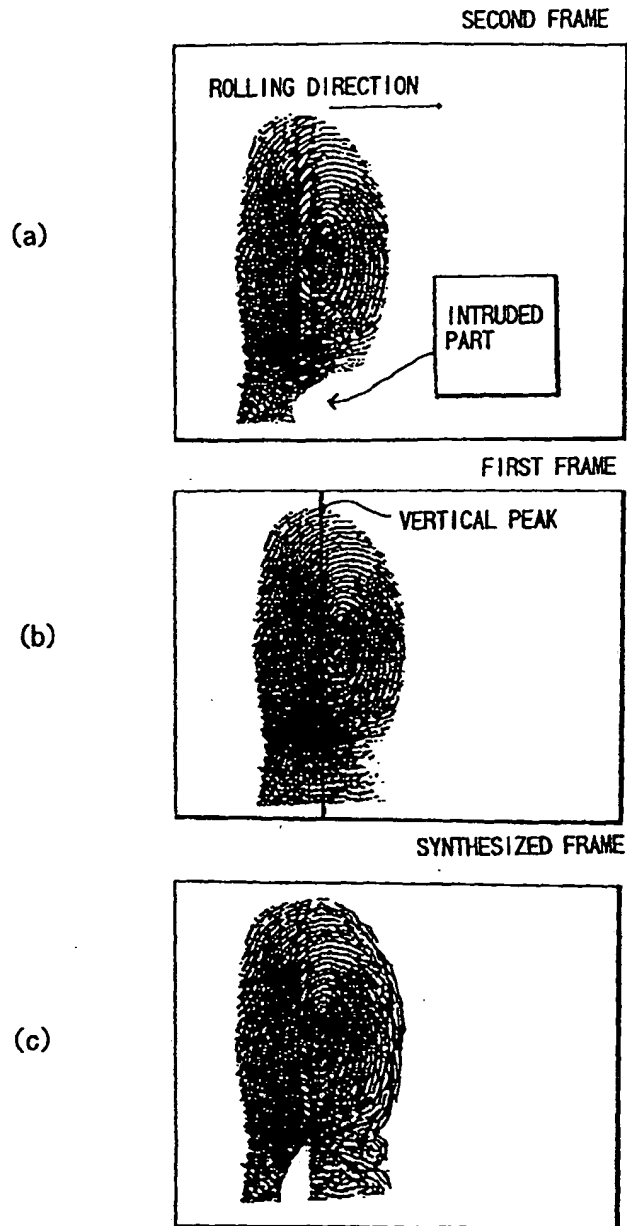 SECOND FRAME
ROLLING DIRECTION
(a)
INTRUDED
PART
FIRST FRAME
VERTICAL PEAK
(b)
SYNTHESIZED FRAME
(c)